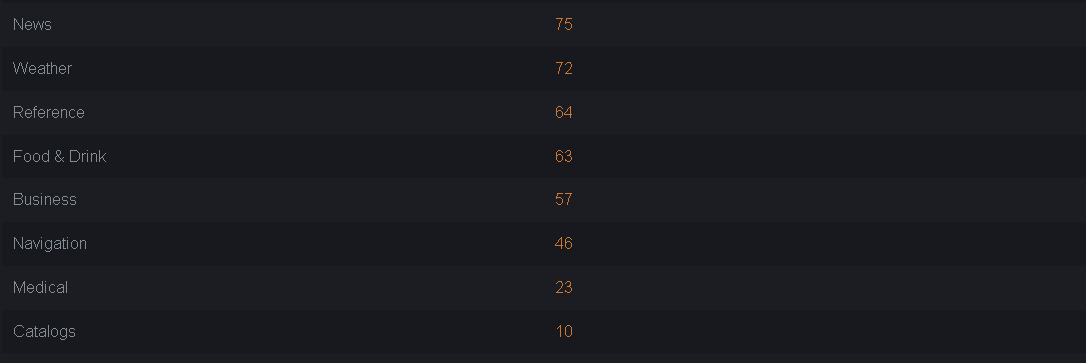 News 75
Weather 72
Reference 64
Food & Drink 63
Business 57
Navigation 46
Medical 23
Catalogs 10